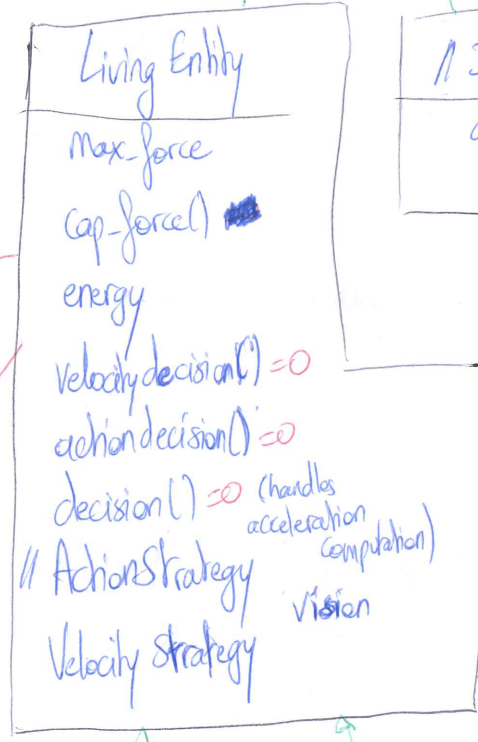 Living Entity
max_force
cap_force()
energy
velocitydecision()=0
actiondecision()=0
decision()=0 (handles
acceleration
computation)
// ActionStrategy
vision
Velocity Strategy